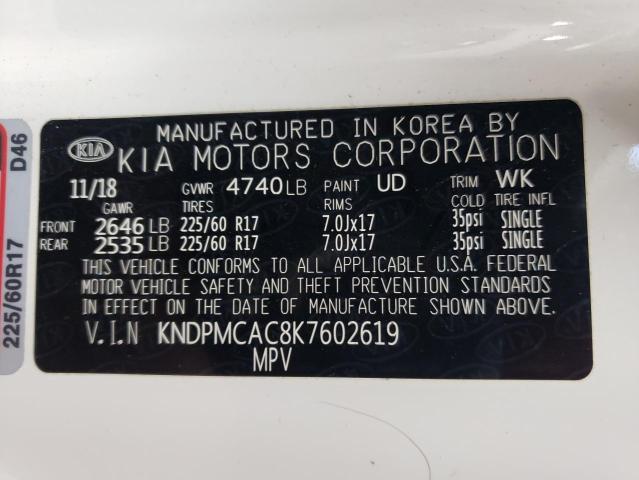 MANUFACTURED IN KOREA BY
KIA KIA MOTORS CORPORATION
11/18 GVWR 4740 LB PAINT UD TRIM WK
GAWR TIRES RIMS COLD TIRE INFL
FRONT 2646 LB 225/60 R17 7.0Jx17 35psi SINGLE
REAR 2535 LB 225/60 R17 7.0Jx17 35psi SINGLE
THIS VEHICLE CONFORMS TO ALL APPLICABLE U.S.A. FEDERAL
MOTOR VEHICLE SAFETY AND THEFT PREVENTION STANDARDS
IN EFFECT ON THE DATE OF MANUFACTURE SHOWN ABOVE.
V.I.N KNDPMCAC8K7602619
MPV
225/60R17 D46